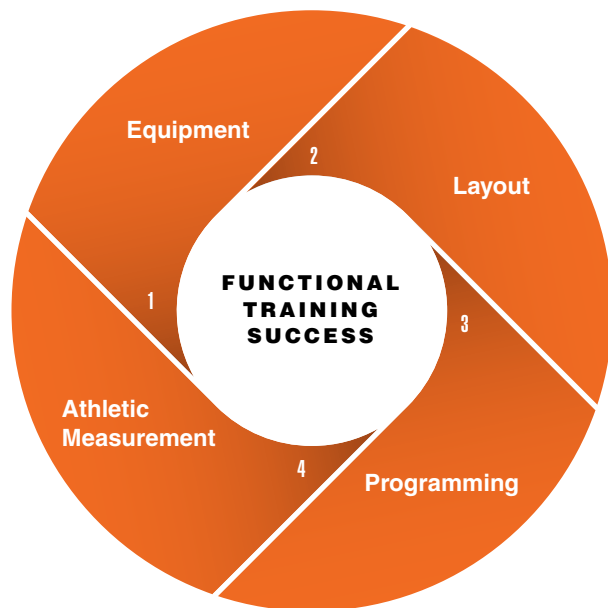 Equipment
1
2
Layout
3
Programming
4
Athletic
Measurement
FUNCTIONAL
TRAINING
SUCCESS